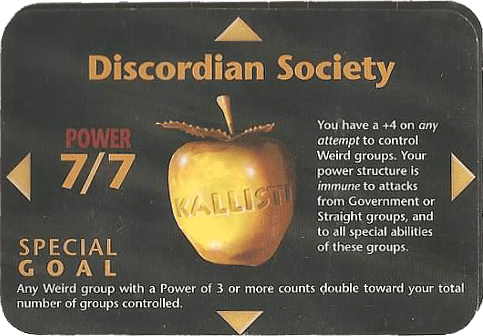 Discordian Society
POWER
7/7
KALLISTI
You have a +4 on any
attempt to control
Weird groups. Your
power structure is
immune to attacks
from Government or
Straight groups, and
to all special abilities
of these groups.
SPECIAL
GOAL
Any Weird group with a Power of 3 or more counts double toward your total
number of groups controlled.